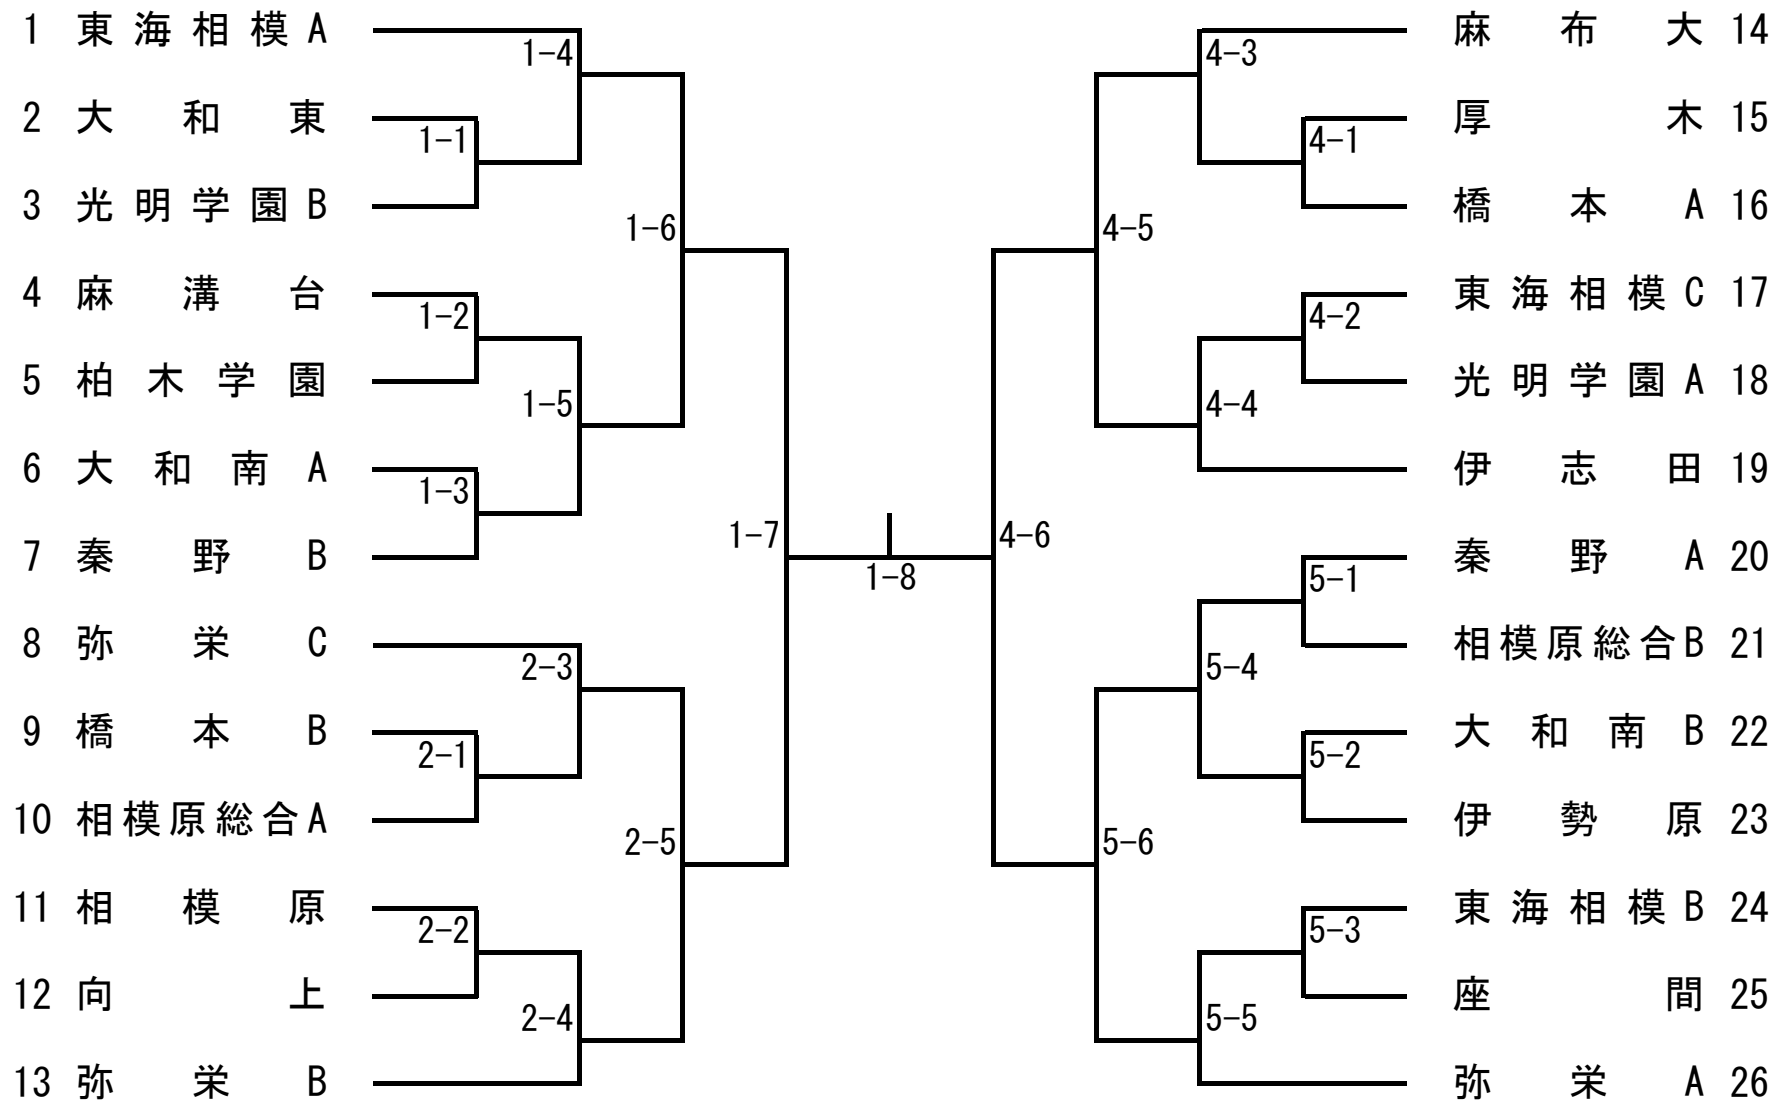 1 東海相模A
1-4
2 大和東
1-1
3 光明学園B
1-6
4 麻溝台
1-2
5 柏木学園
1-5
6 大和南A
1-3
7 秦野B
1-7
8 弥栄C
2-3
9 橋本B
2-1
10 相模原総合A
2-5
11 相模原
2-2
12 向上
2-4
13 弥栄B
1-8
麻布大 14
4-3
厚木 15
4-1
橋本A 16
4-5
東海相模C 17
4-2
光明学園A 18
4-4
伊志田 19
4-6
秦野A 20
5-1
相模原総合B 21
5-4
大和南B 22
5-2
伊勢原 23
5-6
東海相模B 24
5-3
座間 25
5-5
弥栄A 26